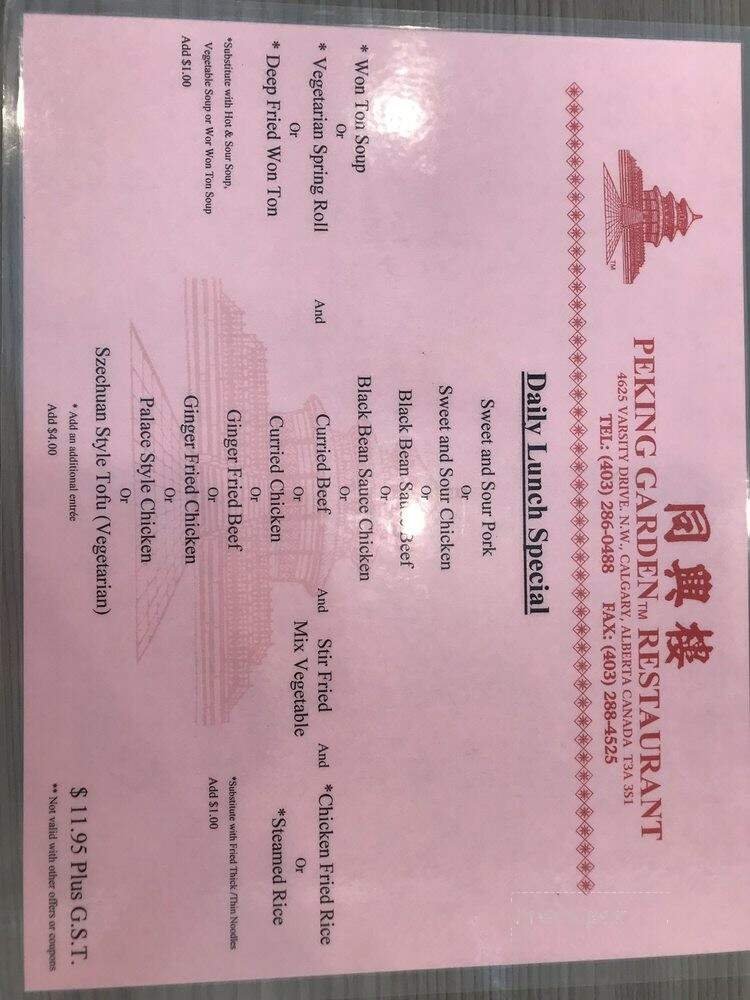 同興樓
PEKING GARDEN™ RESTAURANT
4625 VARSITY DRIVE, N.W., CALGARY, ALBERTA CANADA T3A 3S1
TEL: (403) 286-0488 FAX: (403) 288-4525
TM
Daily Lunch Special
* Won Ton Soup
Or
* Vegetarian Spring Roll
Or
* Deep Fried Won Ton
*Substitute with Hot & Sour Soup,
Vegetable Soup or Wor Won Ton Soup
Add $1.00
And
Sweet and Sour Pork
Or
Sweet and Sour Chicken
Or
Black Bean Sauce Beef
Or
Black Bean Sauce Chicken
Or
Curried Beef
Or
Curried Chicken
Or
Ginger Fried Beef
Or
Ginger Fried Chicken
Or
Palace Style Chicken
Or
Szechuan Style Tofu (Vegetarian)
* Add an additional entrée
Add $4.00
And
Stir Fried
Mix Vegetable
And
*Chicken Fried Rice
Or
*Steamed Rice
*Substitute with Fried Thick /Thin Noodles
Add $1.00
$ 11.95 Plus G.S.T.
** Not valid with other offers or coupons